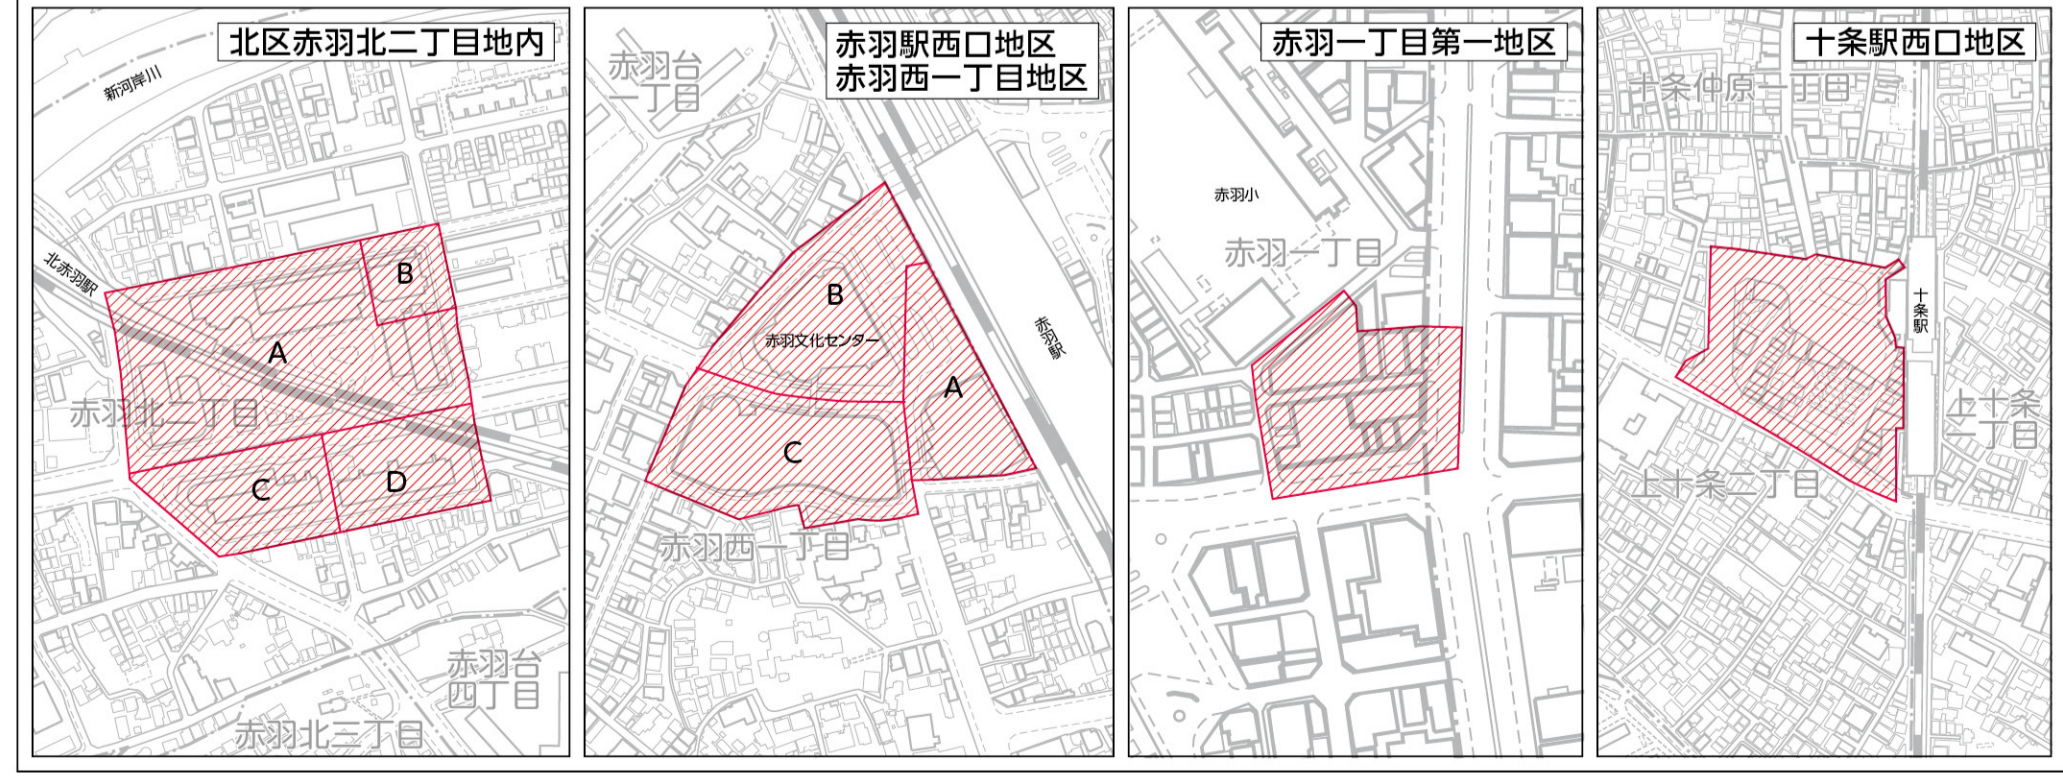 北区赤羽北二丁目地内
新河岸川
北赤羽駅
B
A
赤羽北二丁目
C
D
赤羽台
四丁目
赤羽北三丁目
赤羽駅西口地区
赤羽西一丁目地区
赤羽台
一丁目
B
赤羽文化センター
赤羽駅
A
C
赤羽西一丁目
赤羽一丁目第一地区
赤羽小
赤羽一丁目
十条駅西口地区
十条仲原一丁目
十条駅
上十条
一丁目
上十条二丁目